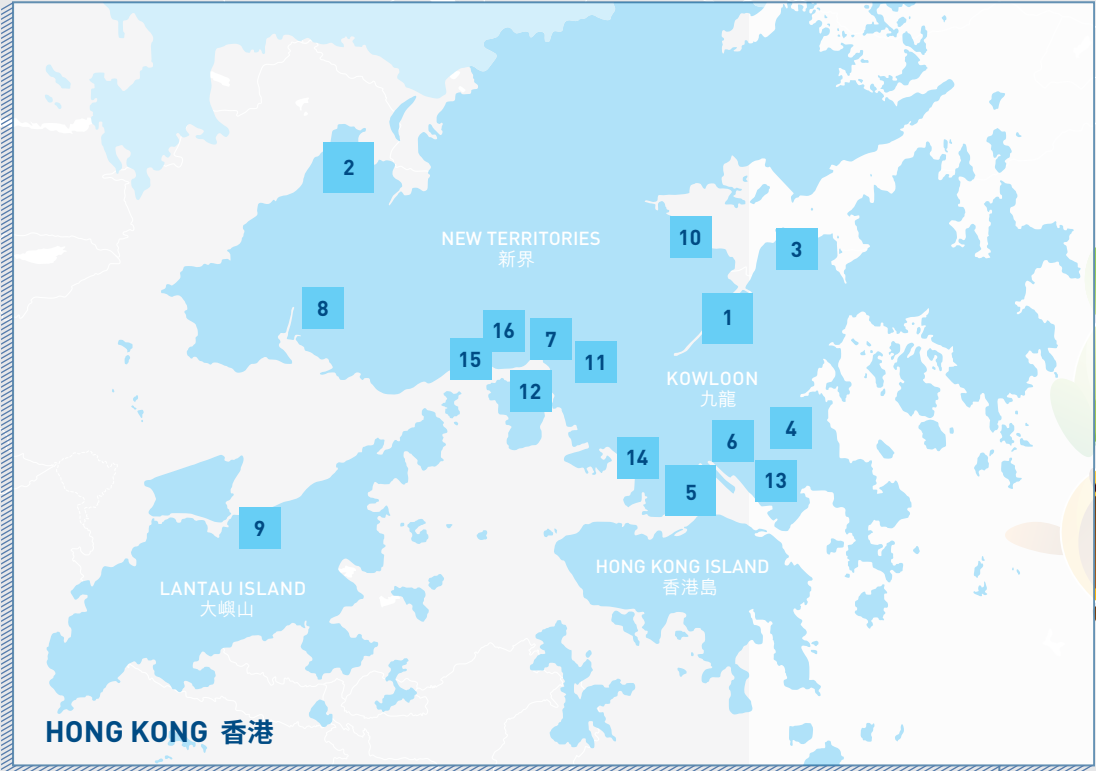 2
NEW TERRITORIES
新界
10
3
8
1
16
7
15
11
12
KOWLOON
九龍
4
6
14
13
5
9
HONG KONG ISLAND
香港島
LANTAU ISLAND
大嶼山
HONG KONG 香港